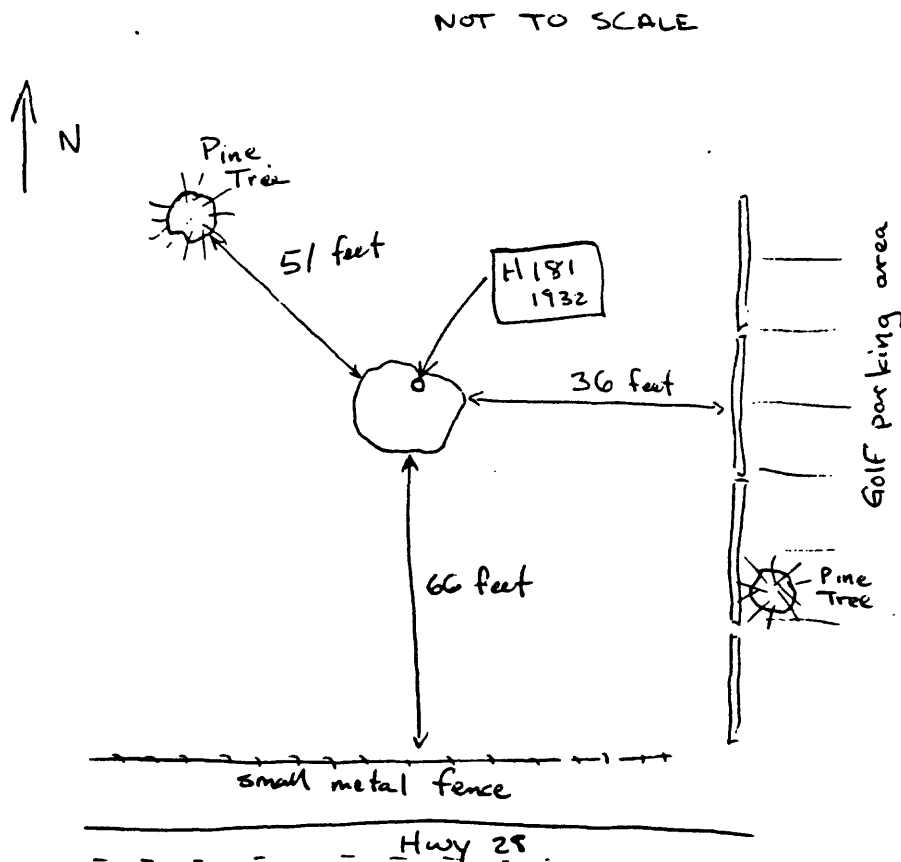 NOT TO SCALE
N
Pine
Tree
51 feet
H 181
1932
36 feet
Golf parking area
66 feet
Pine
Tree
small metal fence
Hwy 28